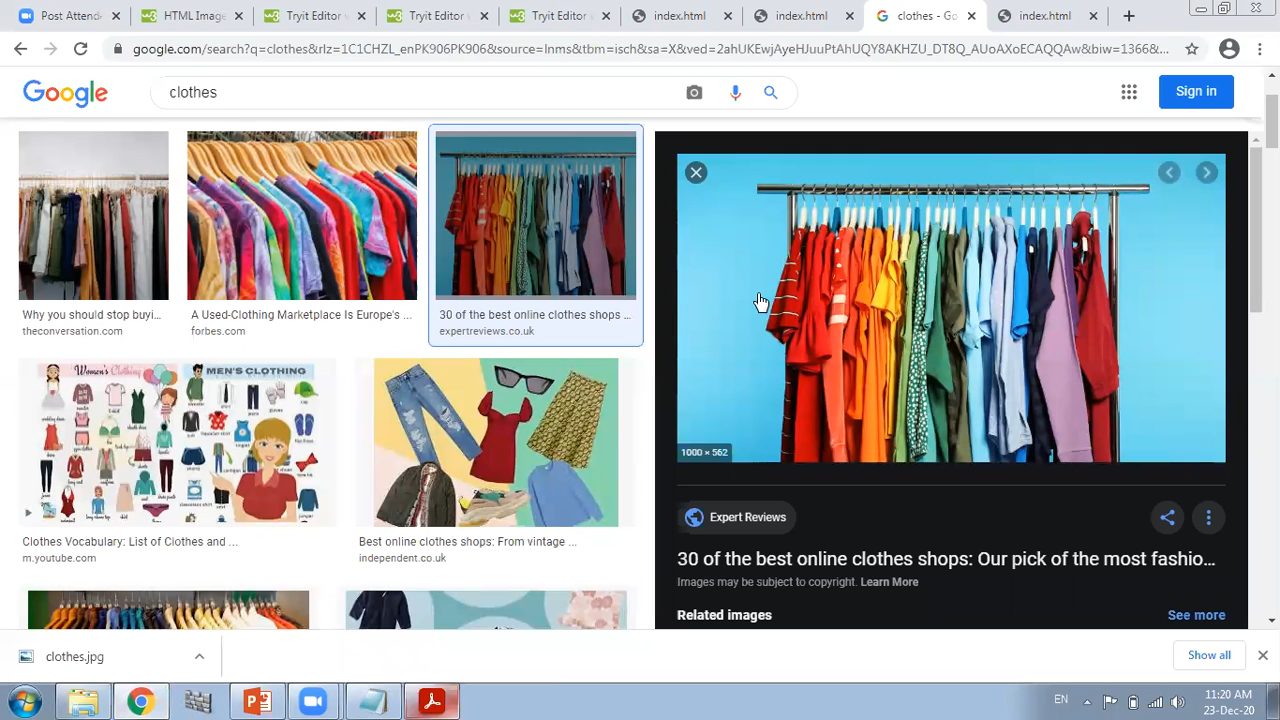 Post Attenda
HTML Image
Tryit Editor v
Tryit Editor v
Tryit Editor v
index.html
index.html
clothes - Go
index.html
google.com/search?q=clothes&rlz=1C1CHZL_enPK906PK906&source=lnms&tbm=isch&sa=X&ved=2ahUKEwjAyeHJuuPtAhUQY8AKHZU_DT8Q_AUoAXoECAQQAw&biw=1366&...
Google
clothes
Sign in
Why you should stop buyi...
theconversation.com
A Used-Clothing Marketplace Is Europe's ...
forbes.com
30 of the best online clothes shops ...
expertreviews.co.uk
1000 × 562
Women's Clothing
MEN'S CLOTHING
Clothes Vocabulary: List of Clothes and ...
m.youtube.com
Best online clothes shops: From vintage ...
independent.co.uk
Expert Reviews
30 of the best online clothes shops: Our pick of the most fashio...
Images may be subject to copyright. Learn More
Related images
See more
clothes.jpg
Show all
EN
11:20 AM
23-Dec-20